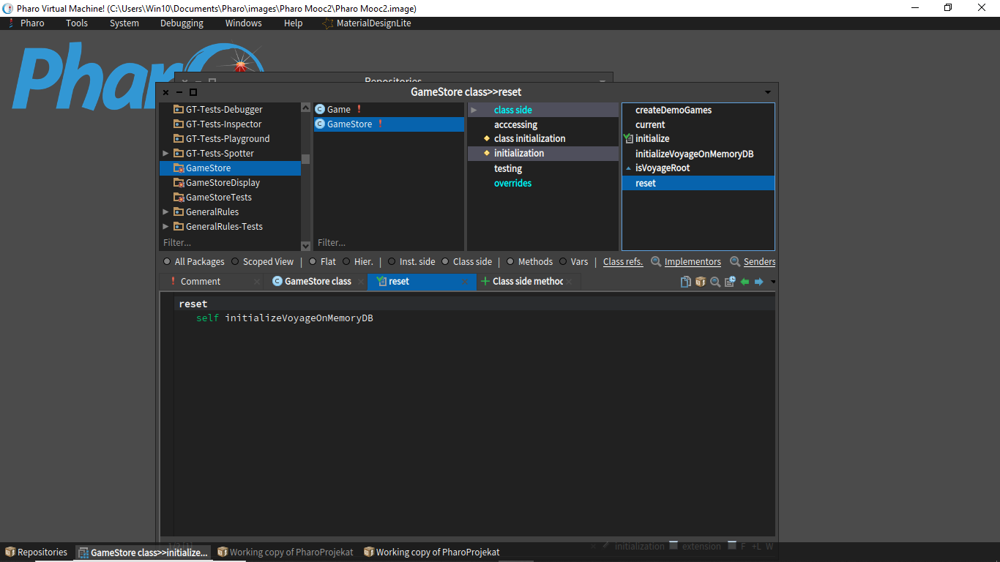 Pharo Virtual Machine! (C:\Users\Win10\Documents\Pharo\images\Pharo Mooc2\Pharo Mooc2.image)
Pharo Tools System Debugging Windows Help MaterialDesignLite
Pharo
Repositories
GameStore class>>reset
GT-Tests-Debugger
GT-Tests-Inspector
GT-Tests-Playground
GT-Tests-Spotter
GameStore
GameStoreDisplay
GameStoreTests
GeneralRules
GeneralRules-Tests
Filter...
Game !
GameStore !
Filter...
class side
acccessing
class initialization
initialization
testing
overrides
createDemoGames
current
initialize
initializeVoyageOnMemoryDB
isVoyageRoot
reset
All Packages Scoped View | Flat Hier. | Inst. side Class side | Methods Vars | Class refs. Implementors Senders
! Comment GameStore class reset Class side methoc
reset
self initializeVoyageOnMemoryDB
initialization extension F +L W
Repositories GameStore class>>initialize... Working copy of PharoProjekat Working copy of PharoProjekat